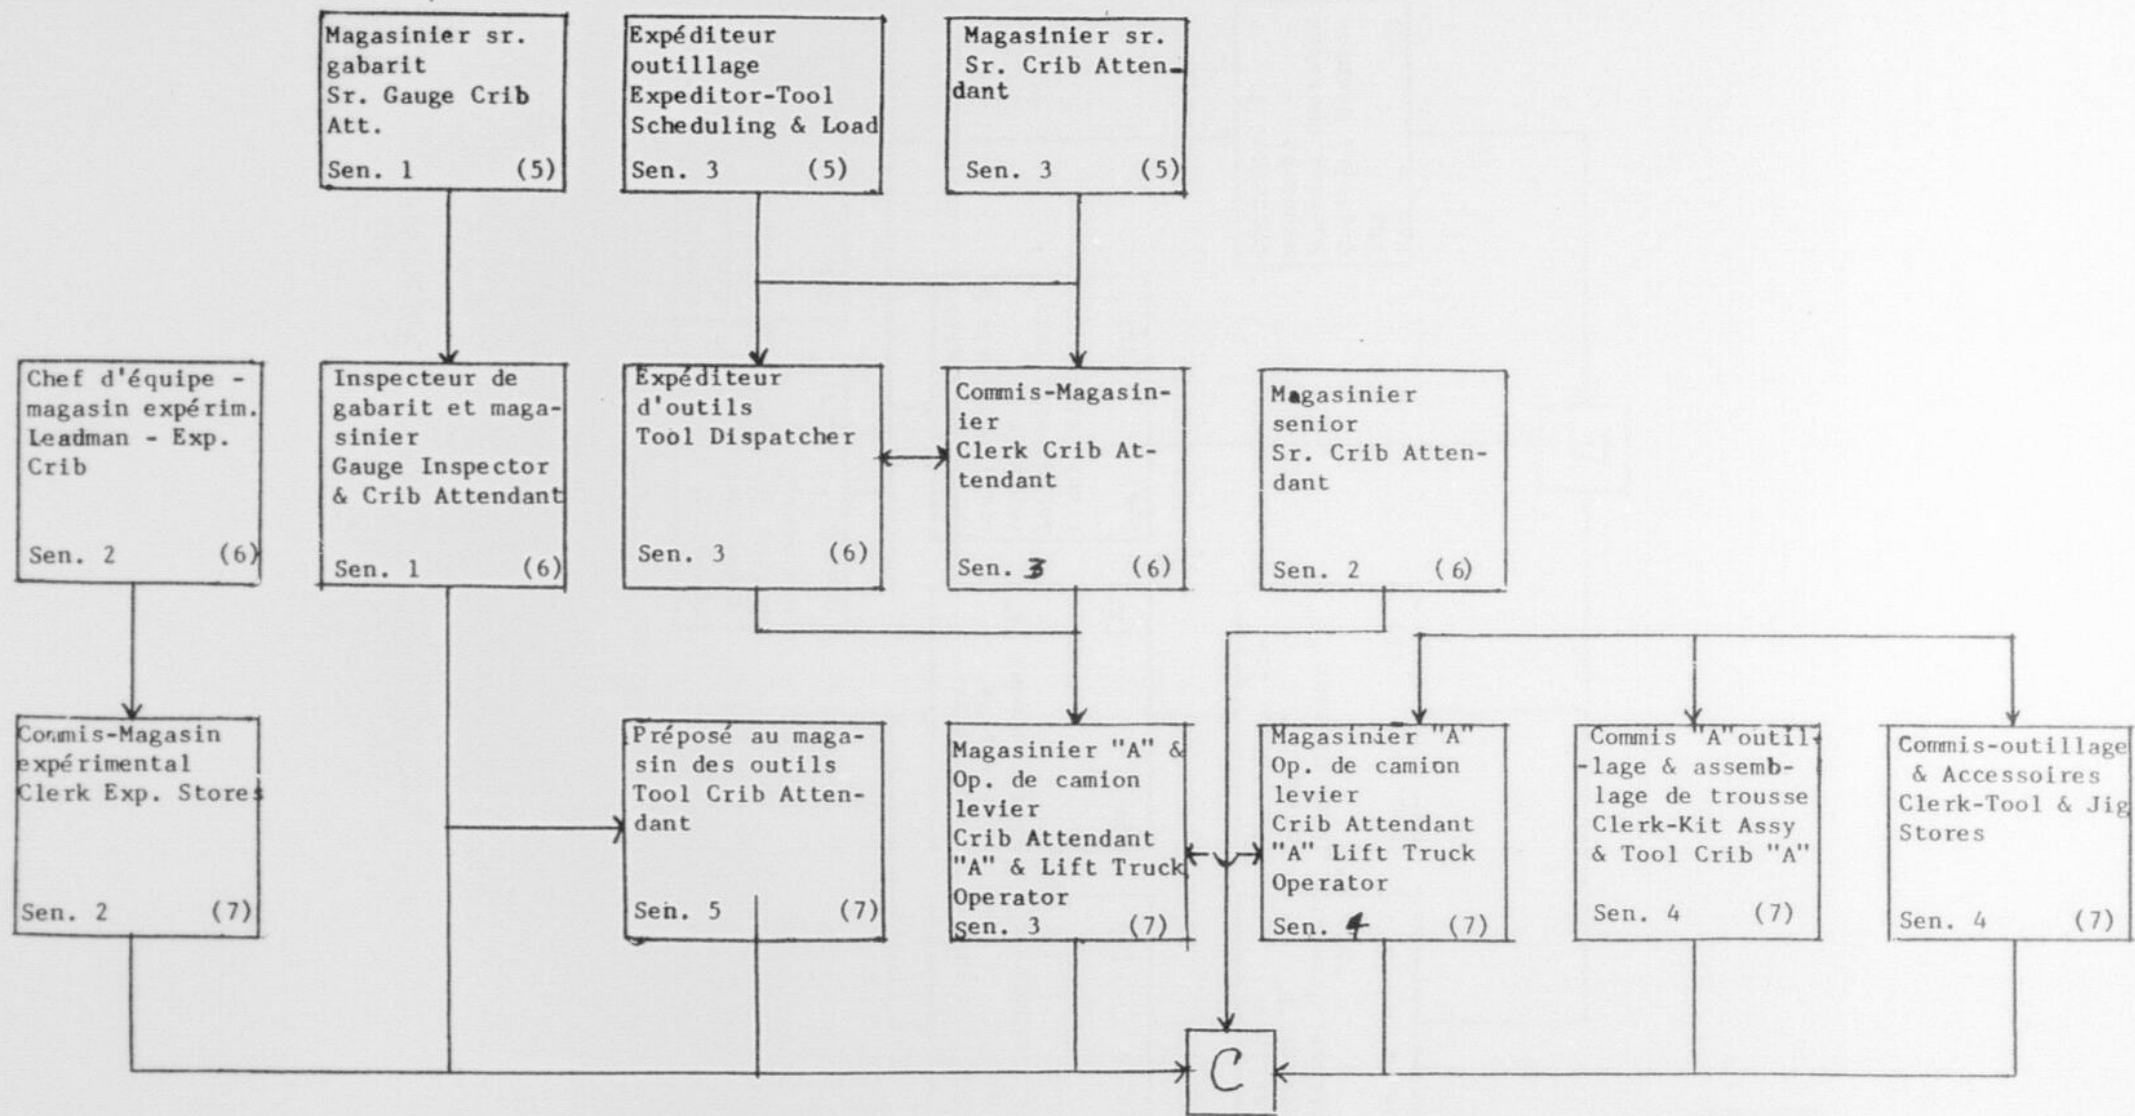 Magasinier sr.
gabarit
Sr. Gauge Crib
Att.
Sen. 1 (5)
Expéditeur
outillage
Expeditor-Tool
Scheduling & Load
Sen. 3 (5)
Magasinier sr.
Sr. Crib Atten-
dant
Sen. 3 (5)
Chef d'équipe -
magasin expérim.
Leadman - Exp.
Crib
Sen. 2 (6)
Inspecteur de
gabarit et maga-
sinier
Gauge Inspector
& Crib Attendant
Sen. 1 (6)
Expéditeur
d'outils
Tool Dispatcher
Sen. 3 (6)
Commis-Magasin-
ier
Clerk Crib At-
tendant
Sen. 3 (6)
Magasinier
senior
Sr. Crib Atten-
dant
Sen. 2 (6)
Commis-Magasin
expérimental
Clerk Exp. Stores
Sen. 2 (7)
Préposé au maga-
sin des outils
Tool Crib Atten-
dant
Sen. 5 (7)
Magasinier "A" &
Op. de camion
levier
Crib Attendant
"A" & Lift Truck
Operator
Sen. 3 (7)
Magasinier "A"
Op. de camion
levier
Crib Attendant
"A" Lift Truck
Operator
Sen. 4 (7)
Commis "A" outil-
-lage & assemb-
lage de trousse
Clerk-Kit Assy
& Tool Crib "A"
Sen. 4 (7)
Commis-outillage
& Accessoires
Clerk-Tool & Jig
Stores
Sen. 4 (7)
C